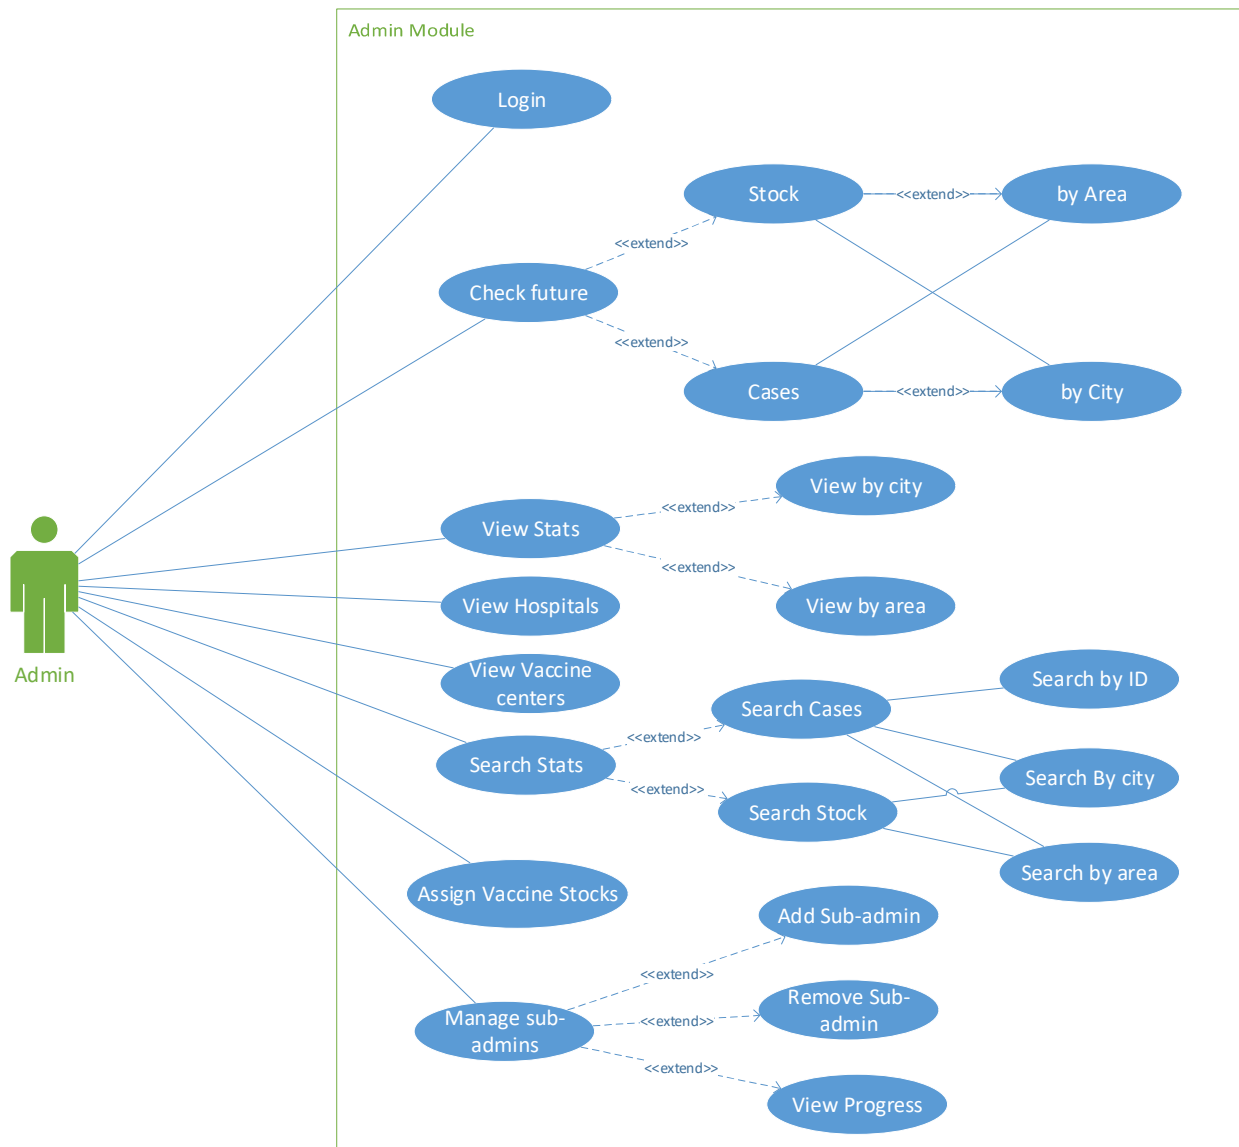 Admin Module
Login
Stock
<<extend>>
by Area
<<extend>>
Check future
<<extend>>
Cases
<<extend>>
by City
View by city
<<extend>>
View Stats
<<extend>>
View Hospitals
View by area
Admin
View Vaccine
centers
Search by ID
Search Cases
<<extend>>
Search Stats
Search By city
<<extend>>
Search Stock
Search by area
Assign Vaccine Stocks
Add Sub-admin
<<extend>>
Remove Sub-
admin
Manage sub-
admins
<<extend>>
<<extend>>
View Progress